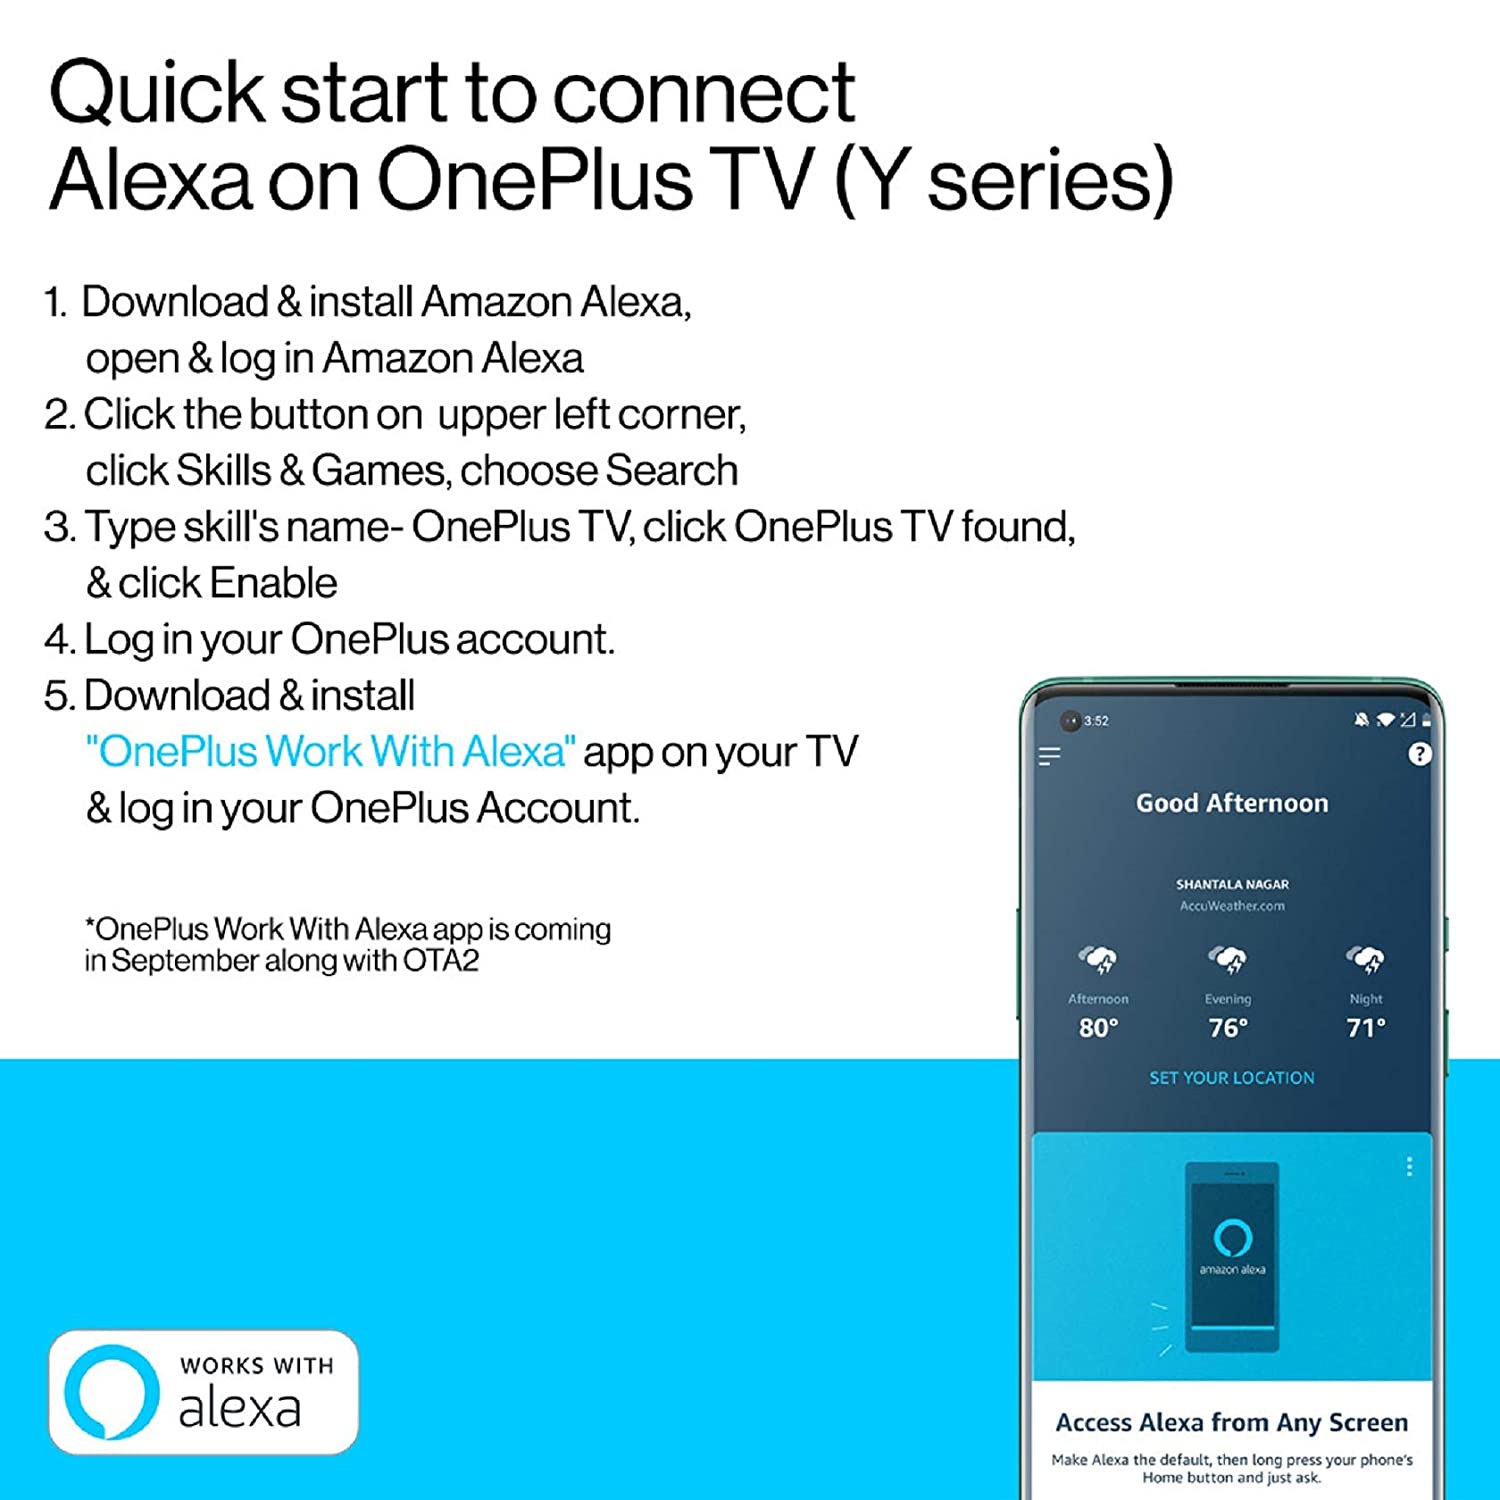 Quick start to connect
Alexa on OnePlus TV (Y series)
1. Download & install Amazon Alexa,
open & log in Amazon Alexa
2. Click the button on upper left corner,
click Skills & Games, choose Search
3. Type skill's name- OnePlus TV, click OnePlus TV found,
& click Enable
4. Log in your OnePlus account.
5. Download & install
"OnePlus Work With Alexa" app on your TV
& log in your OnePlus Account.
*OnePlus Work With Alexa app is coming
in September along with OTA2
3:52
?
Good Afternoon
SHANTALA NAGAR
AccuWeather.com
Afternoon Evening Night
80° 76° 71°
SET YOUR LOCATION
amazon alexa
Access Alexa from Any Screen
Make Alexa the default, then long press your phone's
Home button and just ask.
WORKS WITH
alexa